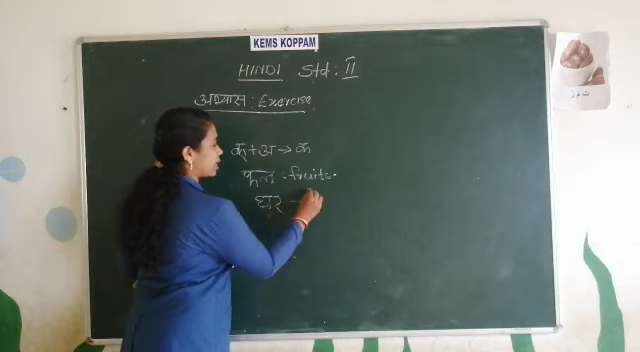 KEMS KOPPAM
HINDI Std: II
अभ्यास: Exercise
क्+अ→क
फल :fruits.
घर -